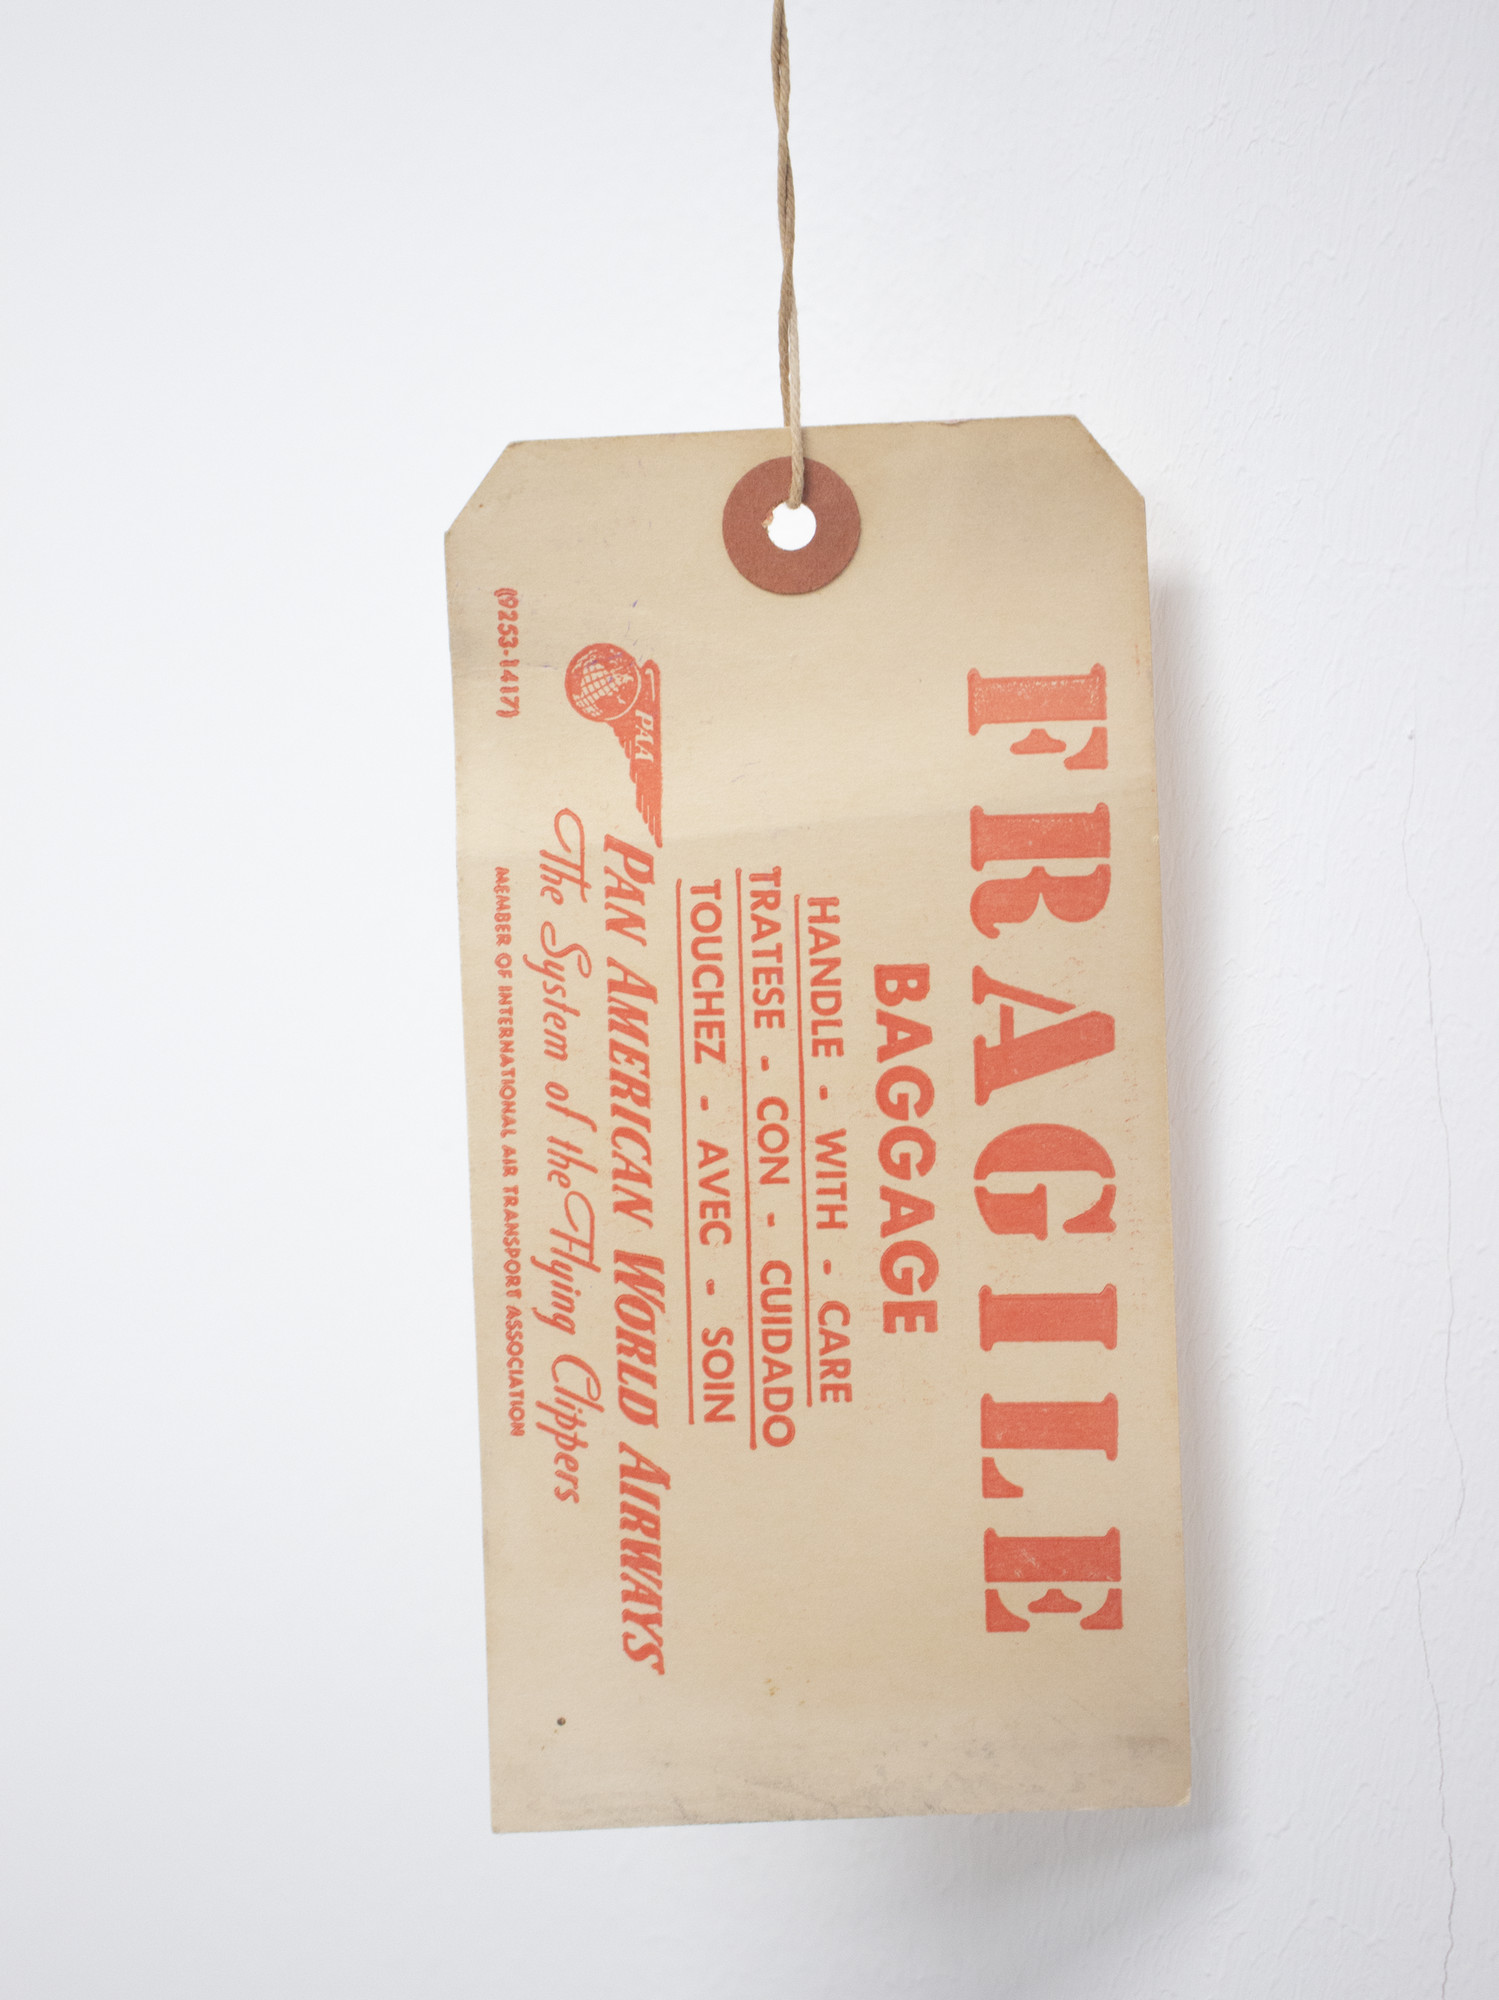 FRAGILE
BAGGAGE
HANDLE - WITH - CARE
TRATESE - CON - CUIDADO
TOUCHEZ - AVEC - SOIN
PAA
PAN AMERICAN WORLD AIRWAYS
The System of the Flying Clippers
(9253-1417)
MEMBER OF INTERNATIONAL AIR TRANSPORT ASSOCIATION